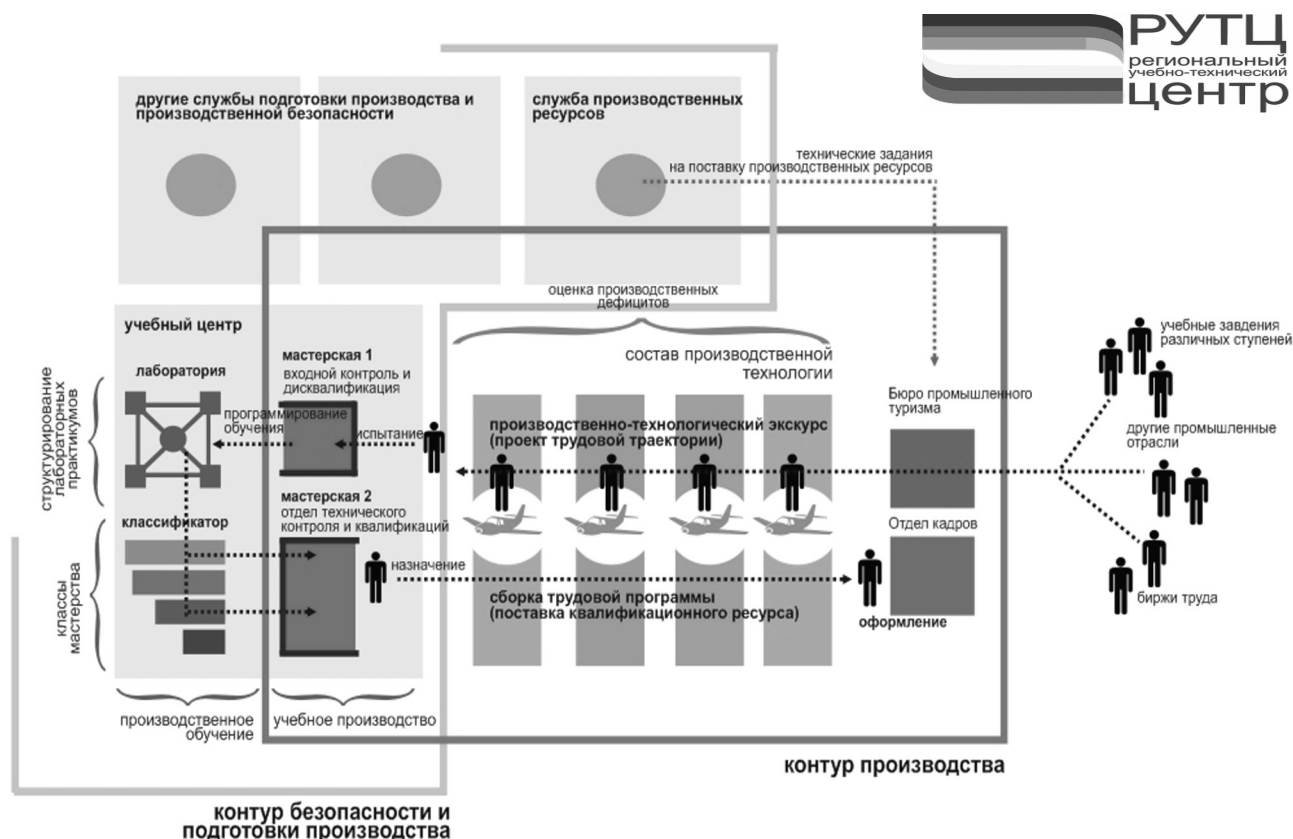 РУТЦ
региональный
учебно-технический
центр
другие службы подготовки производства и
производственной безопасности
служба производственных
ресурсов
технические задания
на поставку производственных ресурсов
оценка производственных
дефицитов
учебный центр
мастерская 1
входной контроль и
дисквалификация
состав производственной
технологии
учебные завдения
различных ступеней
лаборатория
структурирование
лабораторных
практикумов
программирование
обучения
испытание
производственно-технологический экскурс
(проект трудовой траектории)
Бюро промышленного
туризма
другие промышленные
отрасли
мастерская 2
отдел технического
контроля и квалификаций
классификатор
Отдел кадров
классы
мастерства
назначение
сборка трудовой программы
(поставка квалификационного ресурса)
оформление
биржи труда
производственное
обучение
учебное производство
контур производства
контур безопасности и
подготовки производства